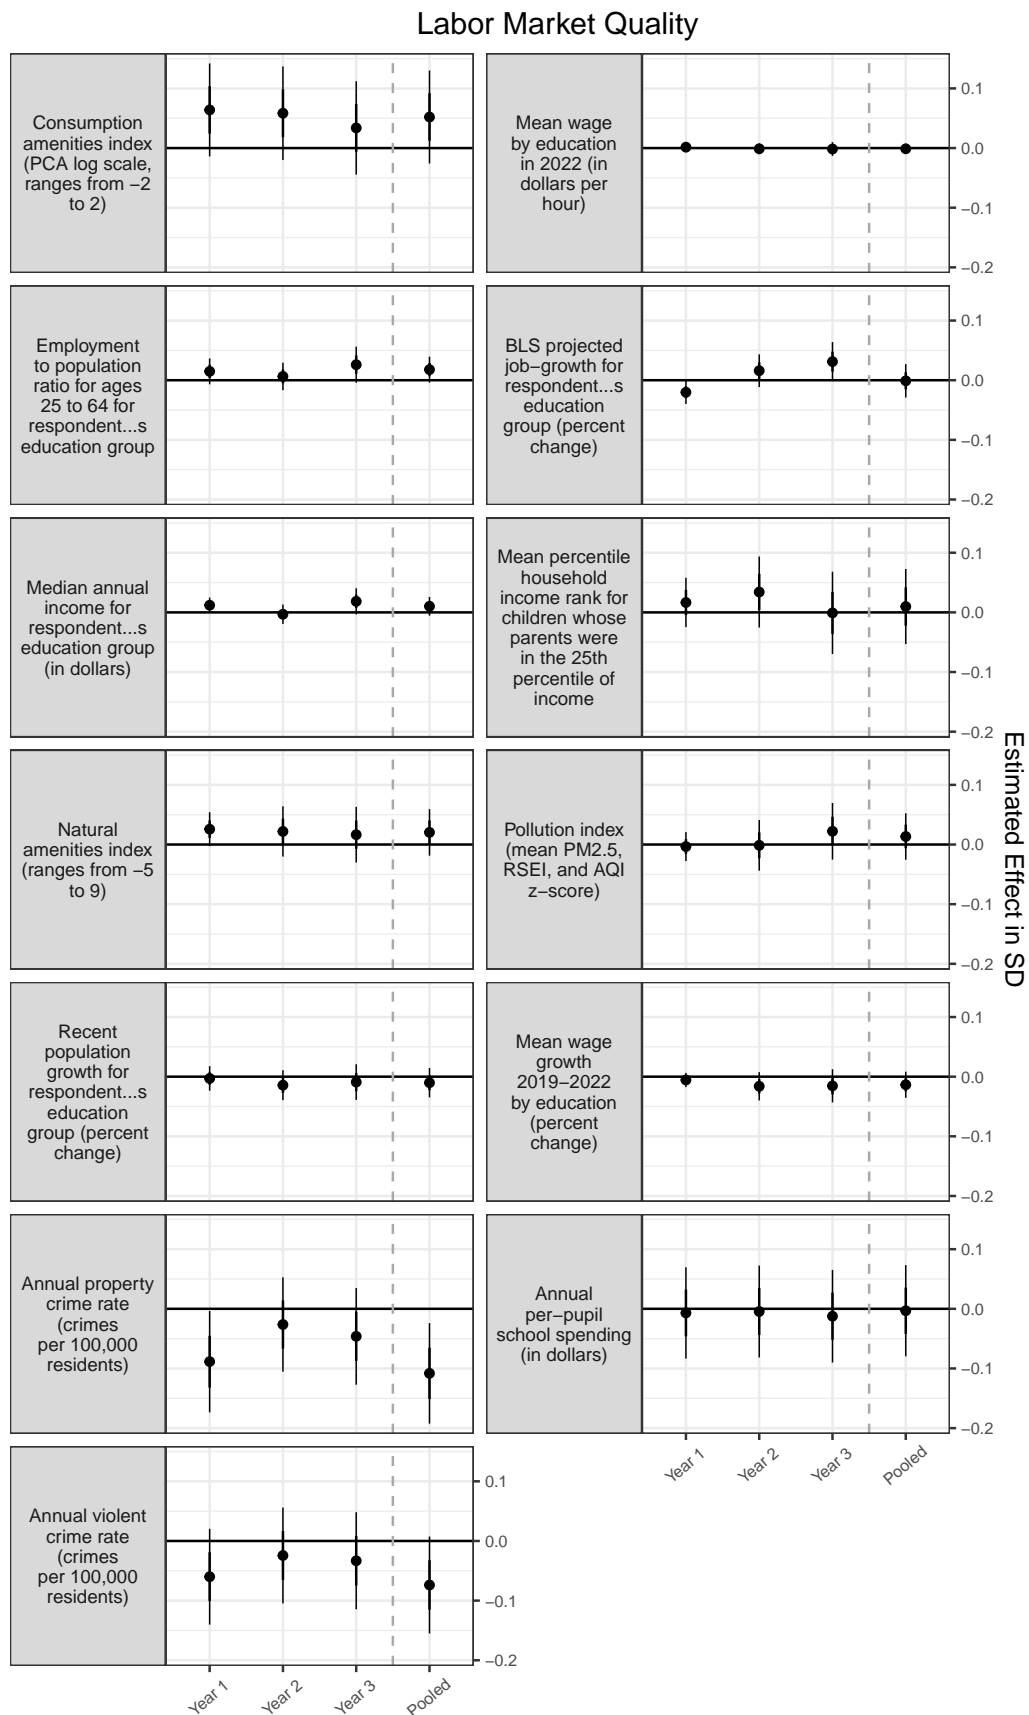 Labor Market Quality
Consumption
amenities index
(PCA log scale,
ranges from −2
to 2)
Mean wage
by education
in 2022 (in
dollars per
hour)
0.1
0.0
−0.1
−0.2
Employment
to population
ratio for ages
25 to 64 for
respondent...s
education group
BLS projected
job−growth for
respondent...s
education
group (percent
change)
0.1
0.0
−0.1
−0.2
Median annual
income for
respondent...s
education group
(in dollars)
Mean percentile
household
income rank for
children whose
parents were
in the 25th
percentile of
income
0.1
0.0
−0.1
−0.2
Natural
amenities index
(ranges from −5
to 9)
Pollution index
(mean PM2.5,
RSEI, and AQI
z−score)
0.1
0.0
−0.1
−0.2
Estimated Effect in SD
Recent
population
growth for
respondent...s
education
group (percent
change)
Mean wage
growth
2019−2022
by education
(percent
change)
0.1
0.0
−0.1
−0.2
Annual property
crime rate
(crimes
per 100,000
residents)
Annual
per−pupil
school spending
(in dollars)
0.1
0.0
−0.1
−0.2
Year 1
Year 2
Year 3
Pooled
Annual violent
crime rate
(crimes
per 100,000
residents)
0.1
0.0
−0.1
−0.2
Year 1
Year 2
Year 3
Pooled